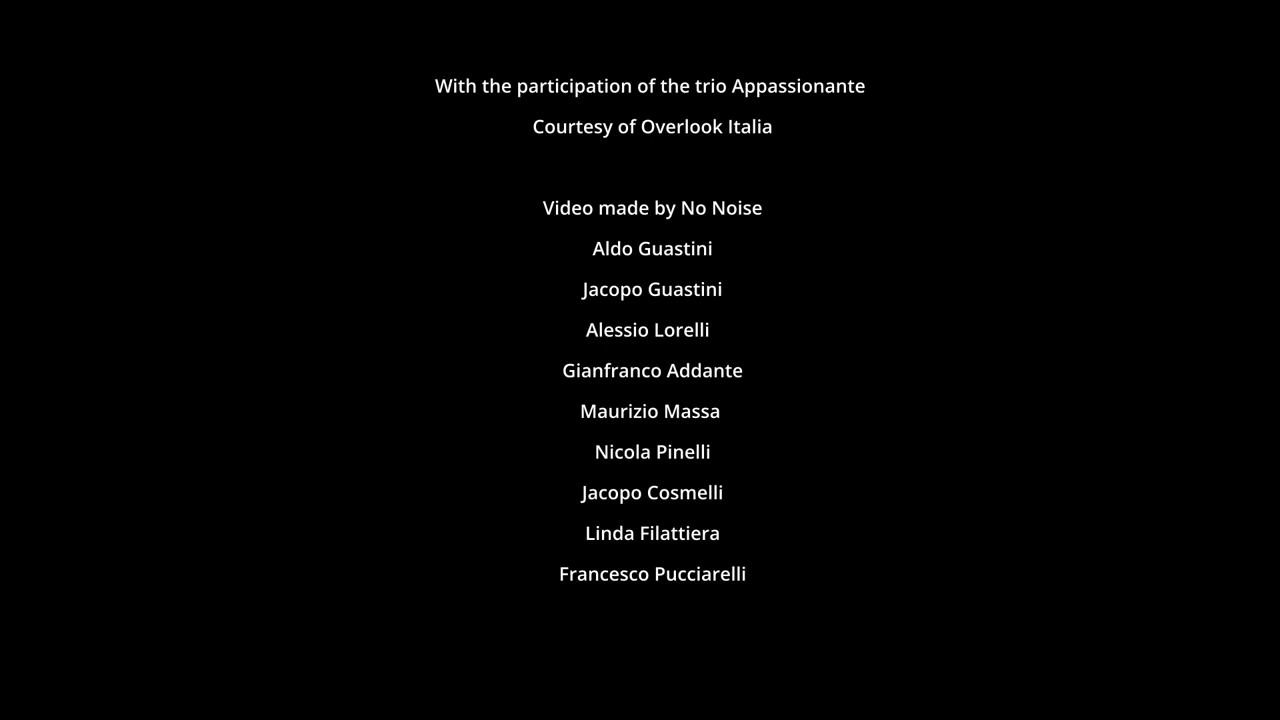 With the participation of the trio Appassionante
Courtesy of Overlook Italia
Video made by No Noise
Aldo Guastini
Jacopo Guastini
Alessio Lorelli
Gianfranco Addante
Maurizio Massa
Nicola Pinelli
Jacopo Cosmelli
Linda Filattiera
Francesco Pucciarelli